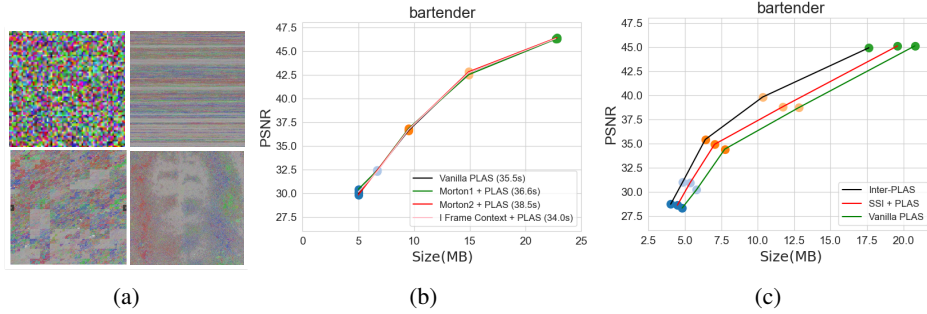 bartender
PSNR
47.5
45.0
42.5
40.0
37.5
35.0
32.5
30.0
27.5
Vanilla PLAS (35.5s)
Morton1 + PLAS (36.6s)
Morton2 + PLAS (38.5s)
I Frame Context + PLAS (34.0s)
0 5 10 15 20 25
Size(MB)
bartender
PSNR
47.5
45.0
42.5
40.0
37.5
35.0
32.5
30.0
27.5
Inter-PLAS
SSI + PLAS
Vanilla PLAS
2.5 5.0 7.5 10.0 12.5 15.0 17.5 20.0
Size(MB)
(a) (b) (c)